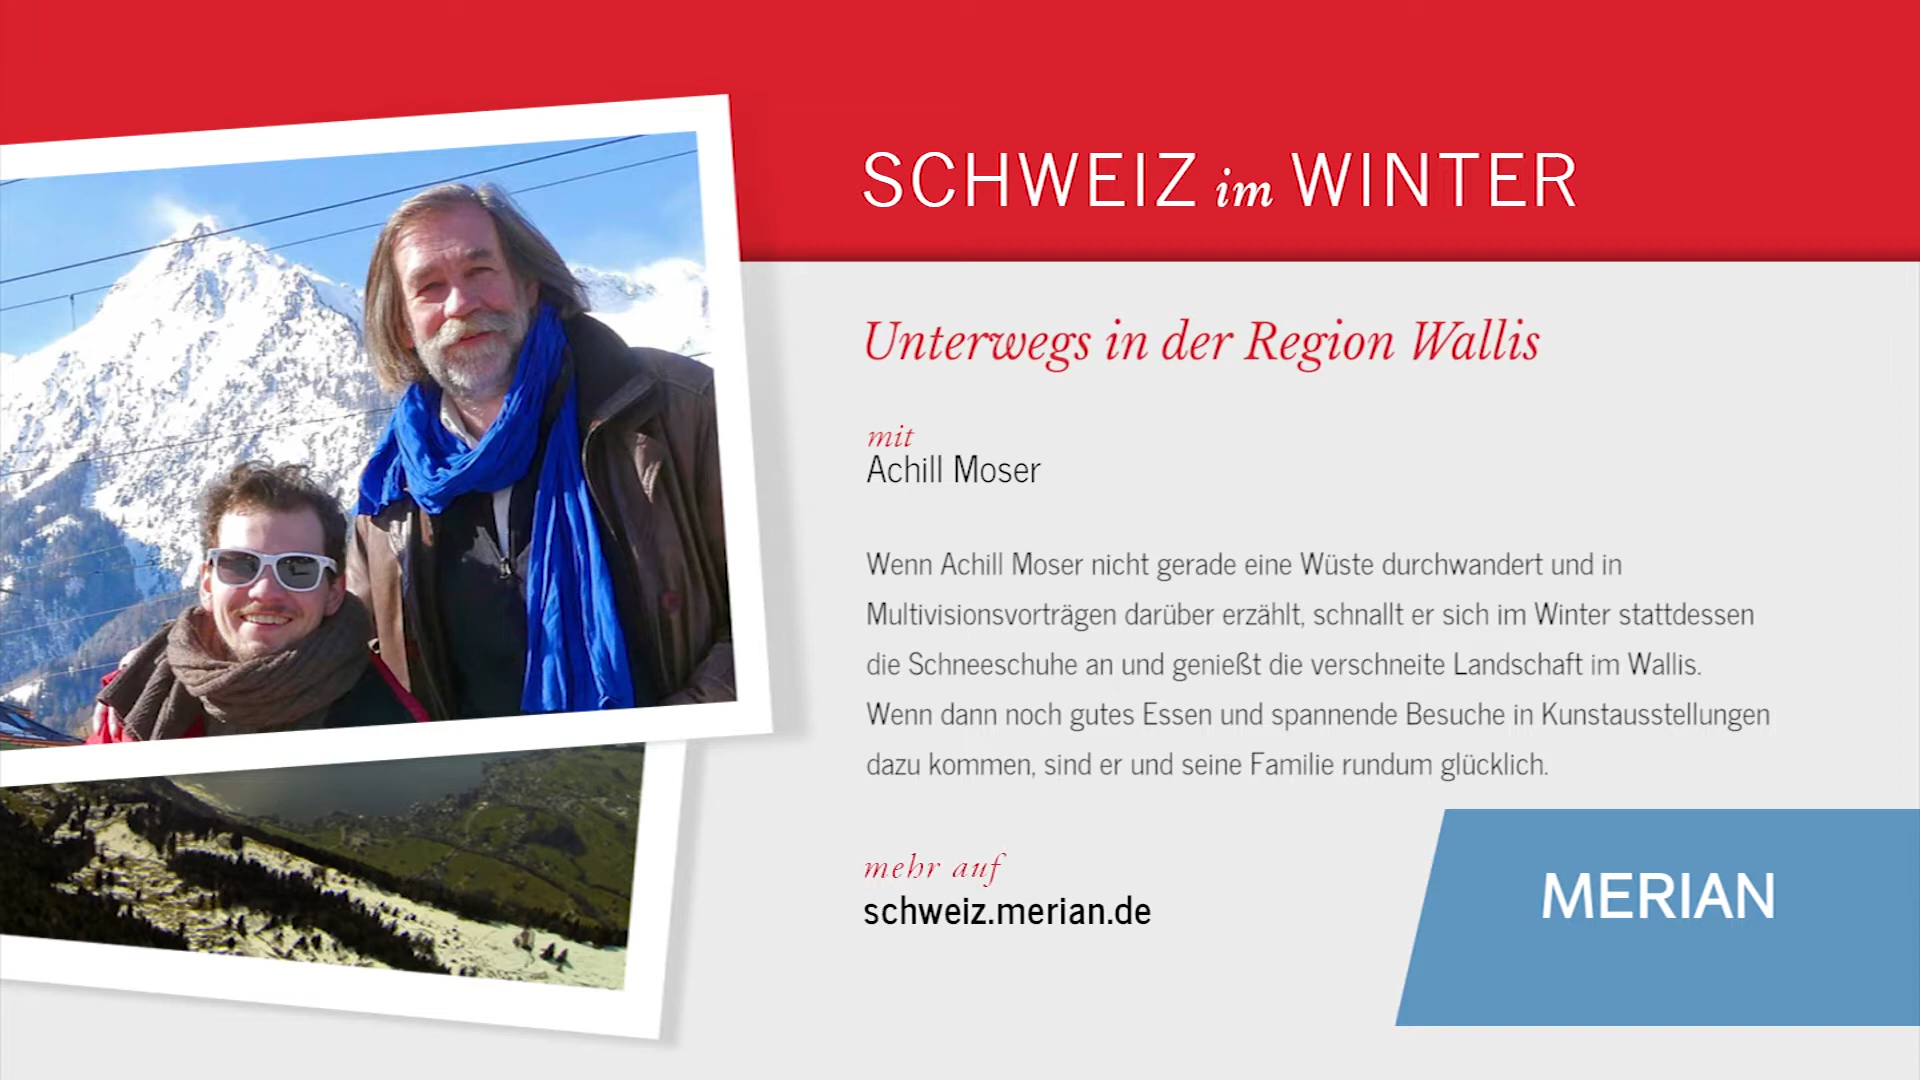 SCHWEIZ im WINTER
Unterwegs in der Region Wallis
mit
Achill Moser
Wenn Achill Moser nicht gerade eine Wüste durchwandert und in
Multivisionsvorträgen darüber erzählt, schnallt er sich im Winter stattdessen
die Schneeschuhe an und genießt die verschneite Landschaft im Wallis.
Wenn dann noch gutes Essen und spannende Besuche in Kunstausstellungen
dazu kommen, sind er und seine Familie rundum glücklich.
mehr auf
schweiz.merian.de
MERIAN